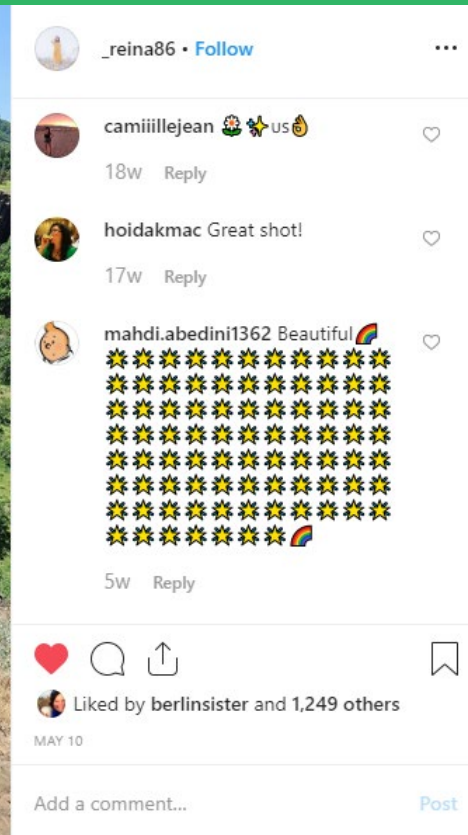 _reina86 • Follow
camiiillejean 🌼✨us👌
18w Reply
hoidakmac Great shot!
17w Reply
mahdi.abedini1362 Beautiful🌈
🌟🌟🌟🌟🌟🌟🌟🌟🌟🌟🌟
🌟🌟🌟🌟🌟🌟🌟🌟🌟🌟🌟
🌟🌟🌟🌟🌟🌟🌟🌟🌟🌟🌟
🌟🌟🌟🌟🌟🌟🌟🌟🌟🌟🌟
🌟🌟🌟🌟🌟🌟🌟🌟🌟🌟🌟
🌟🌟🌟🌟🌟🌟🌟🌟🌟🌟🌟
🌟🌟🌟🌟🌟🌟🌟🌟🌟🌟🌟
🌟🌟🌟🌟🌟🌟🌟🌈
5w Reply
Liked by berlinsister and 1,249 others
MAY 10
Add a comment... Post